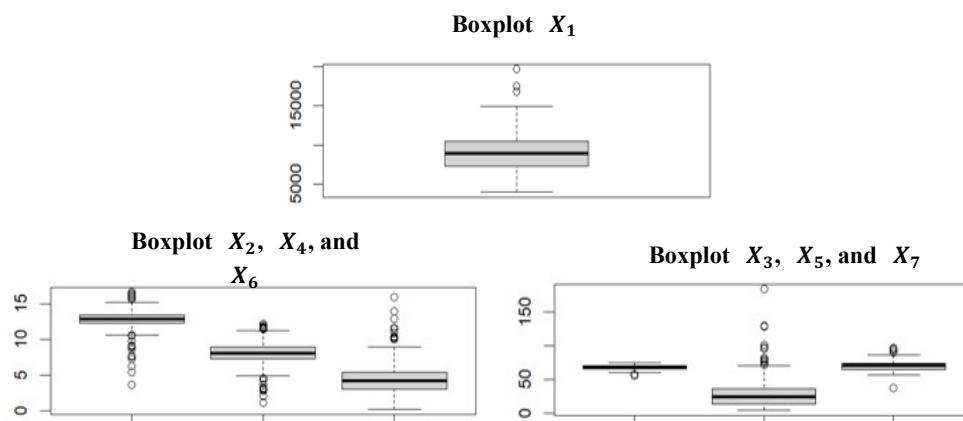 Boxplot X₁
15000
5000
Boxplot X₂, X₄, and
X₆
15
10
5
0
Boxplot X₃, X₅, and X₇
150
50
0